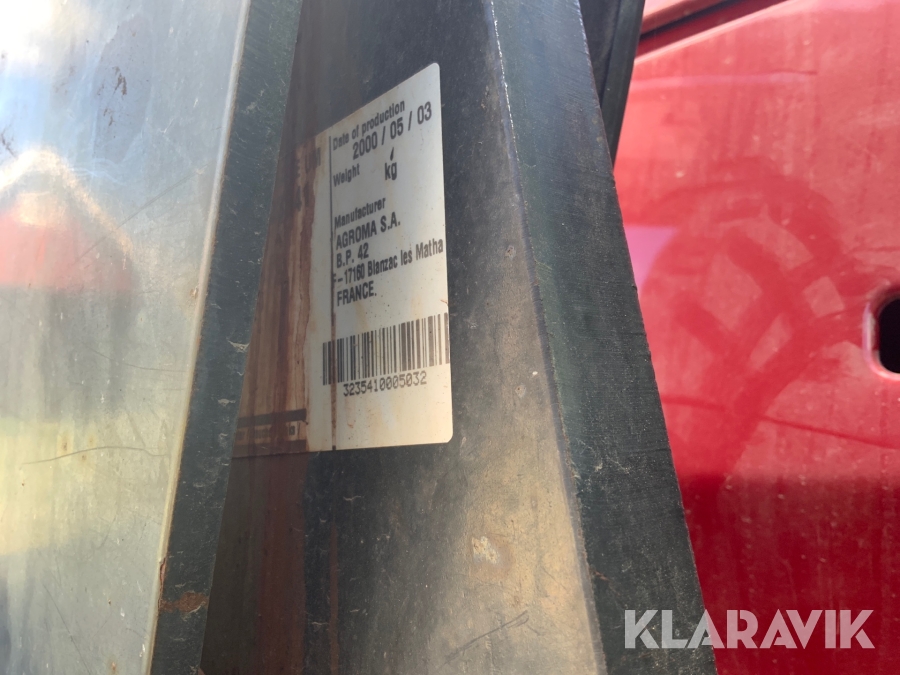 Date of production
2000 / 05 / 03
Weight
kg
Manufacturer
AGROMA S.A.
B.P. 42
F-17160 Blanzac les Matha
FRANCE.
3235410005032
KLARAVIK